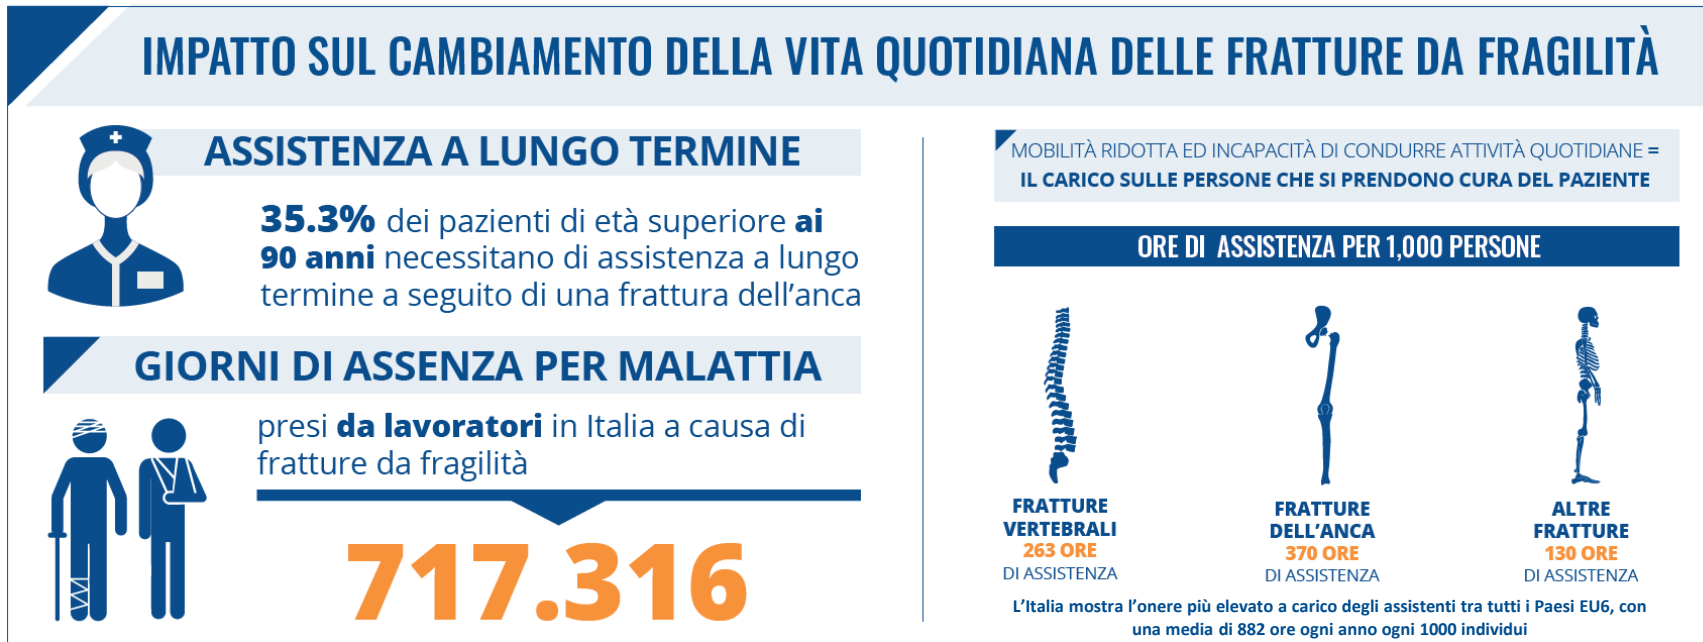 IMPATTO SUL CAMBIAMENTO DELLA VITA QUOTIDIANA DELLE FRATTURE DA FRAGILITÀ
ASSISTENZA A LUNGO TERMINE
35.3% dei pazienti di età superiore ai
90 anni necessitano di assistenza a lungo
termine a seguito di una frattura dell’anca
GIORNI DI ASSENZA PER MALATTIA
presi da lavoratori in Italia a causa di
fratture da fragilità
717.316
MOBILITÀ RIDOTTA ED INCAPACITÀ DI CONDURRE ATTIVITÀ QUOTIDIANE =
IL CARICO SULLE PERSONE CHE SI PRENDONO CURA DEL PAZIENTE
ORE DI ASSISTENZA PER 1,000 PERSONE
FRATTURE
VERTEBRALI
263 ORE
DI ASSISTENZA
FRATTURE
DELL’ANCA
370 ORE
DI ASSISTENZA
ALTRE
FRATTURE
130 ORE
DI ASSISTENZA
L’Italia mostra l’onere più elevato a carico degli assistenti tra tutti i Paesi EU6, con
una media di 882 ore ogni anno ogni 1000 individui